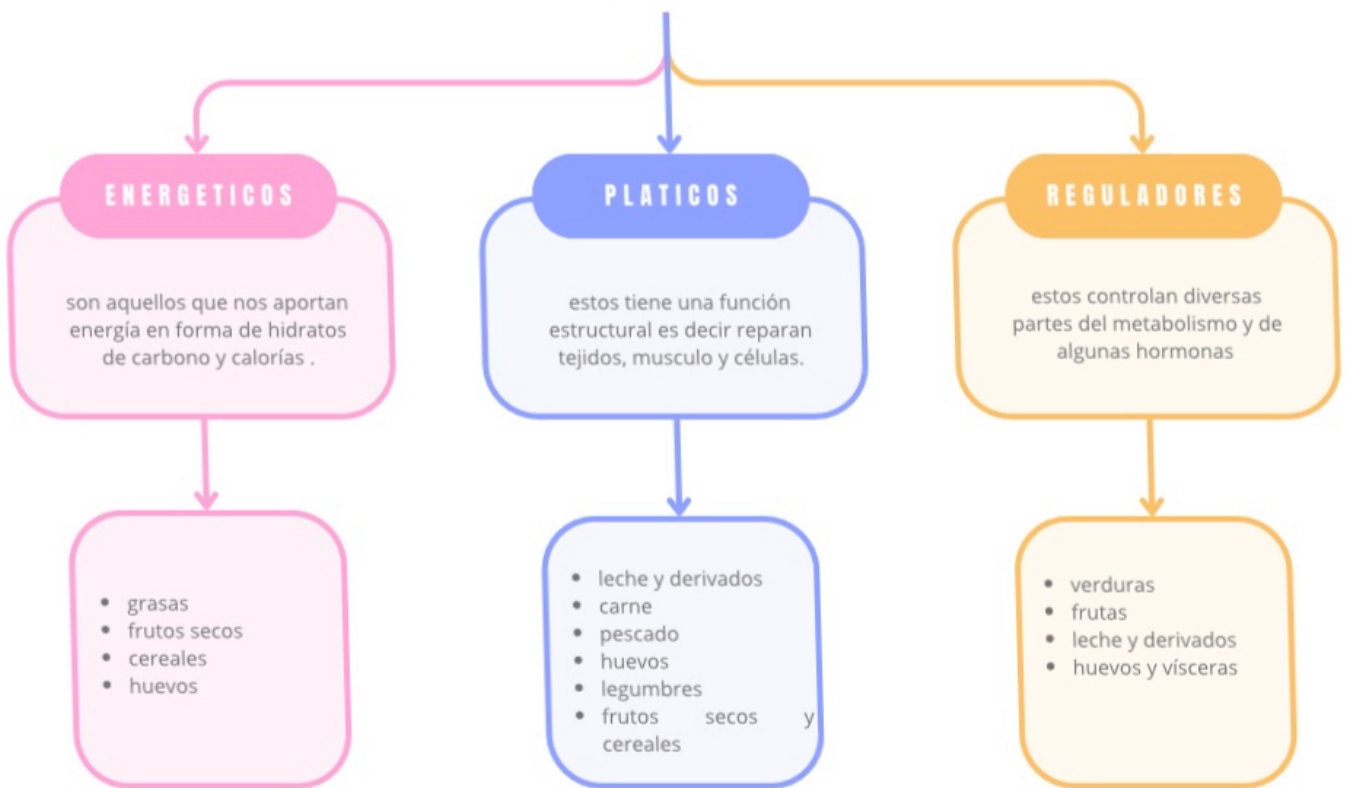 ENERGETICOS
son aquellos que nos aportan
energía en forma de hidratos
de carbono y calorías .
• grasas
• frutos secos
• cereales
• huevos
PLATICOS
estos tiene una función
estructural es decir reparan
tejidos, musculo y células.
• leche y derivados
• carne
• pescado
• huevos
• legumbres
• frutos secos y
cereales
REGULADORES
estos controlan diversas
partes del metabolismo y de
algunas hormonas
• verduras
• frutas
• leche y derivados
• huevos y vísceras